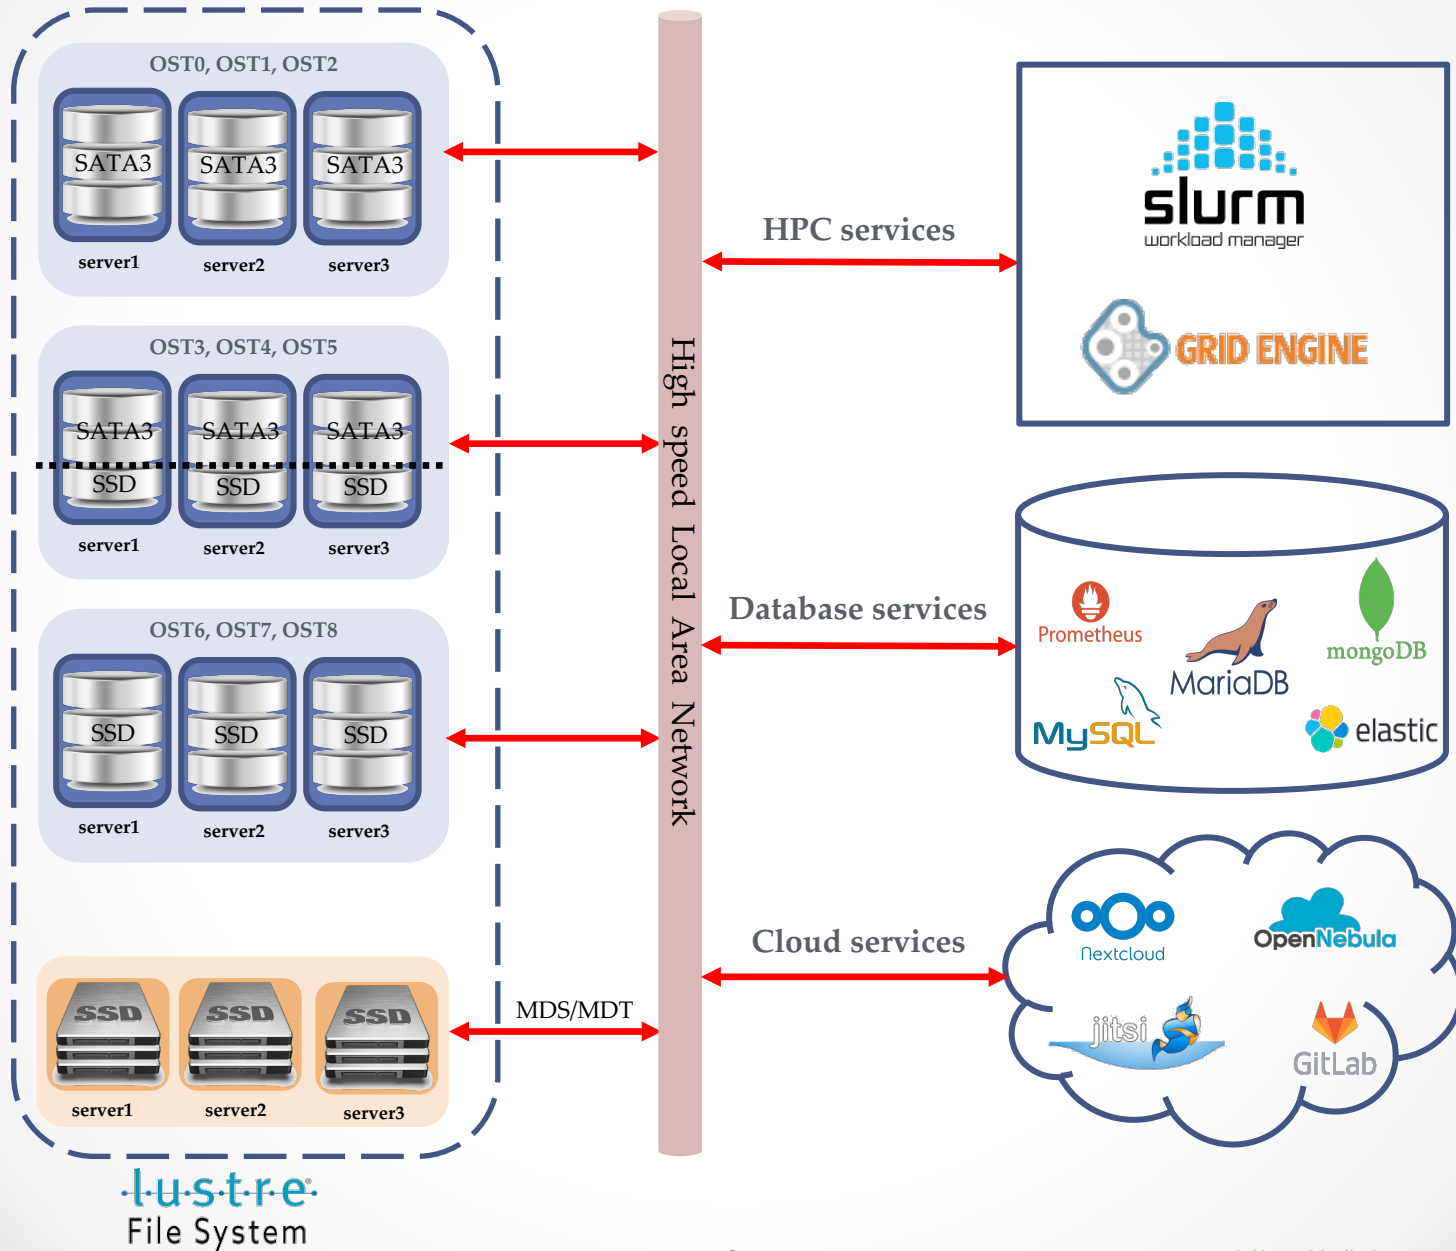 OST0, OST1, OST2
SATA3 SATA3 SATA3
server1 server2 server3
OST3, OST4, OST5
SATA3 SATA3 SATA3
SSD SSD SSD
server1 server2 server3
OST6, OST7, OST8
SSD SSD SSD
server1 server2 server3
SSD SSD SSD
server1 server2 server3
MDS/MDT
lustre
File System
High speed Local Area Network
HPC services
slurm
workload manager
GRID ENGINE
Database services
Prometheus
MariaDB
mongoDB
MySQL
elastic
Cloud services
Nextcloud
OpenNebula
jitsi
GitLab